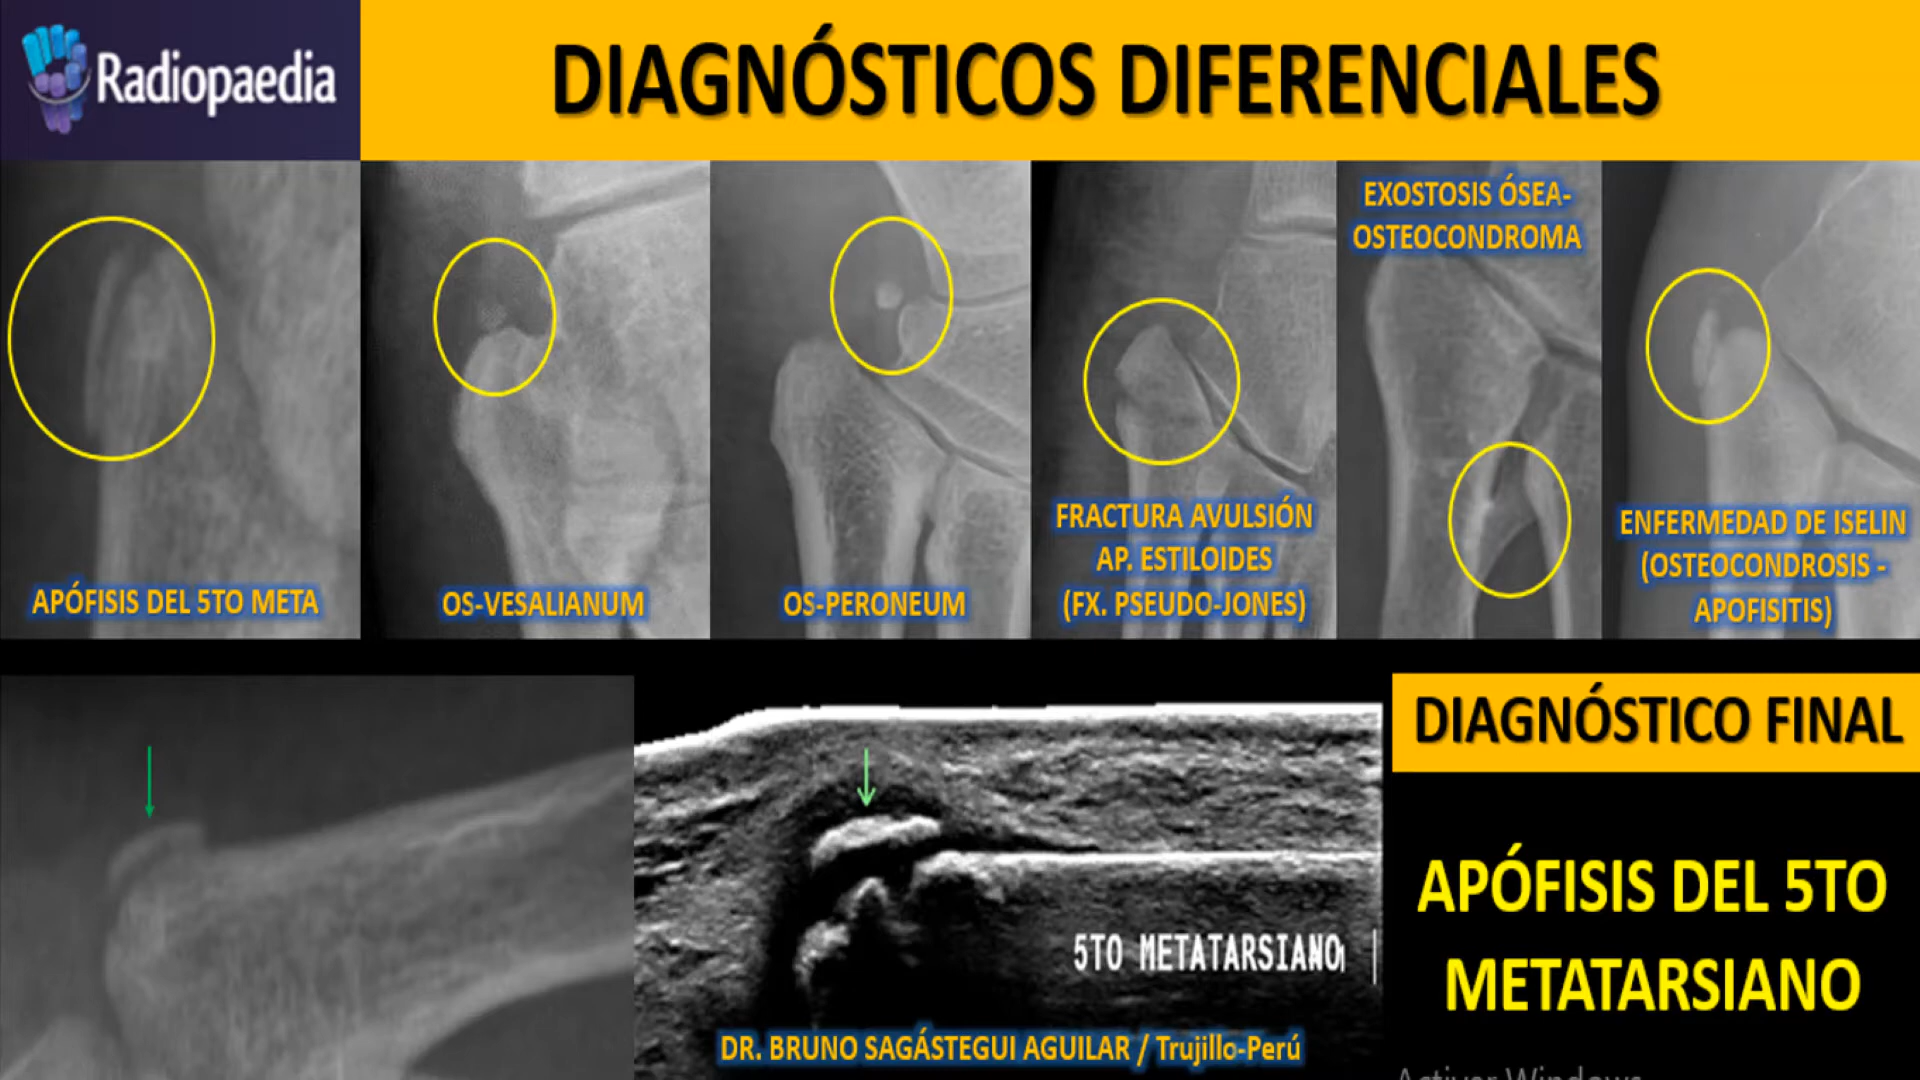 Radiopaedia
DIAGNÓSTICOS DIFERENCIALES
APÓFISIS DEL 5TO META
OS-VESALIANUM
OS-PERONEUM
FRACTURA AVULSIÓN
AP. ESTILOIDES
(FX. PSEUDO-JONES)
EXOSTOSIS ÓSEA-
OSTEOCONDROMA
ENFERMEDAD DE ISELIN
(OSTEOCONDROSIS -
APOFISITIS)
5TO METATARSIANO
DR. BRUNO SAGÁSTEGUI AGUILAR / Trujillo-Perú
DIAGNÓSTICO FINAL
APÓFISIS DEL 5TO
METATARSIANO
Activar Windows